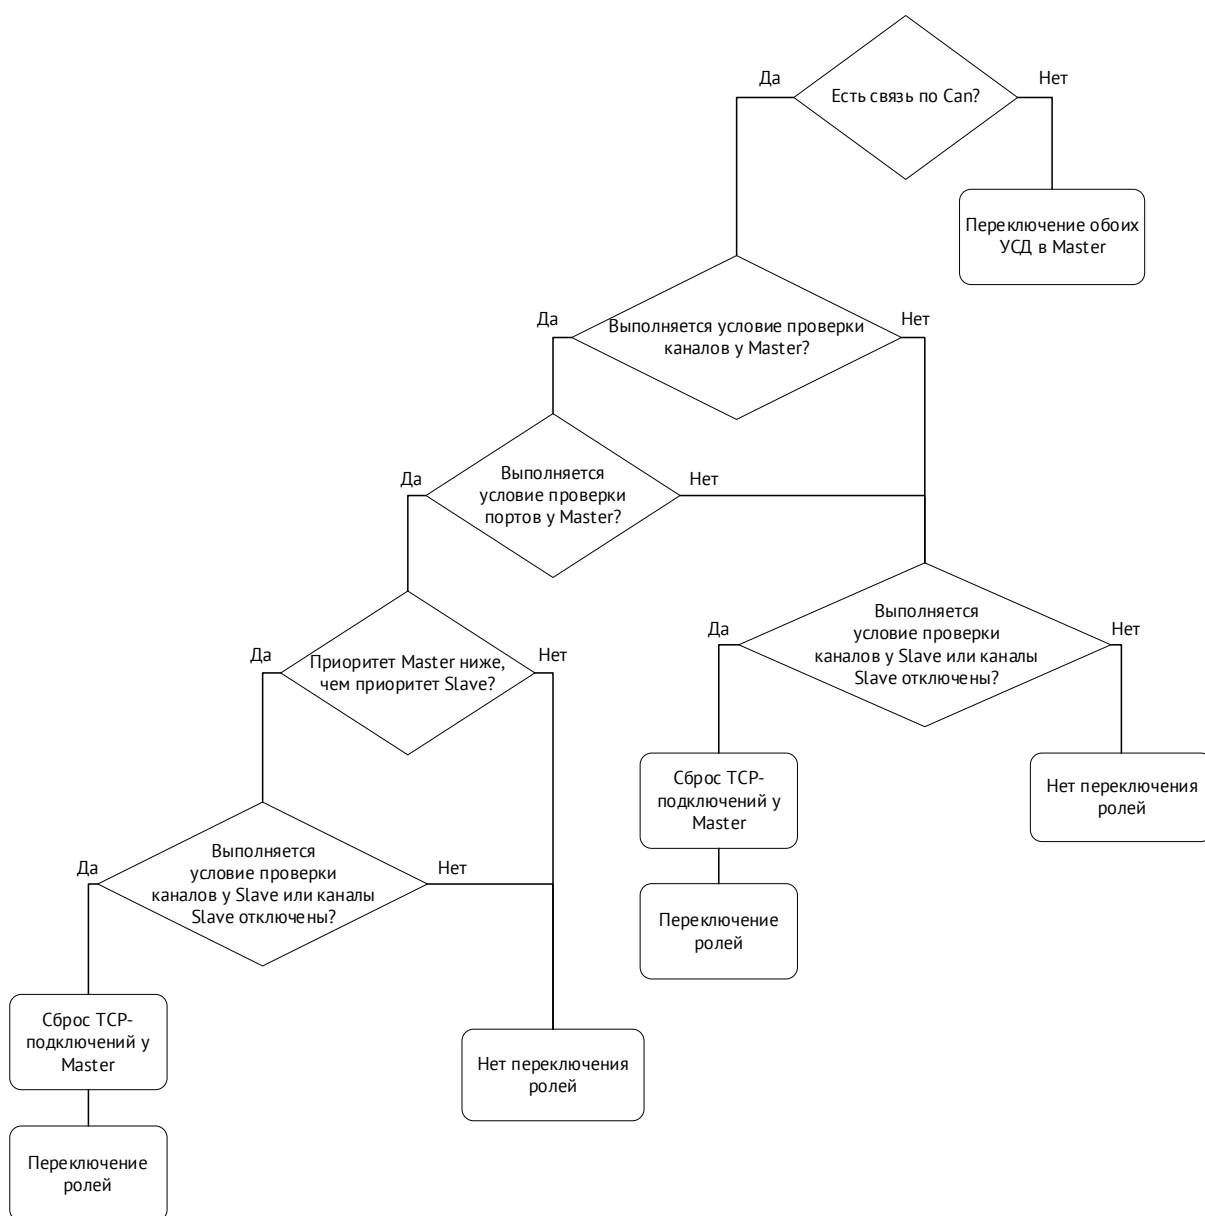 Да
Нет
Есть связь по Can?
Переключение обоих
УСД в Master
Да
Нет
Выполняется условие проверки
каналов у Master?
Да
Нет
Выполняется
условие проверки
портов у Master?
Да
Нет
Выполняется
условие проверки
каналов у Slave или каналы
Slave отключены?
Да
Нет
Приоритет Master ниже,
чем приоритет Slave?
Сброс TCP-
подключений у
Master
Нет переключения
ролей
Да
Нет
Выполняется
условие проверки
каналов у Slave или каналы
Slave отключены?
Переключение
ролей
Сброс TCP-
подключений у
Master
Нет переключения
ролей
Переключение
ролей